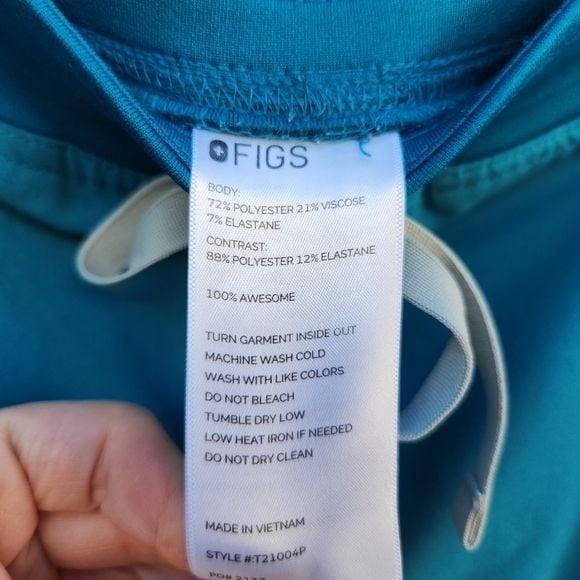 FIGS
BODY:
72% POLYESTER 21% VISCOSE
7% ELASTANE
CONTRAST:
88% POLYESTER 12% ELASTANE
100% AWESOME
TURN GARMENT INSIDE OUT
MACHINE WASH COLD
WASH WITH LIKE COLORS
DO NOT BLEACH
TUMBLE DRY LOW
LOW HEAT IRON IF NEEDED
DO NOT DRY CLEAN
MADE IN VIETNAM
STYLE #:T21004P
PO#